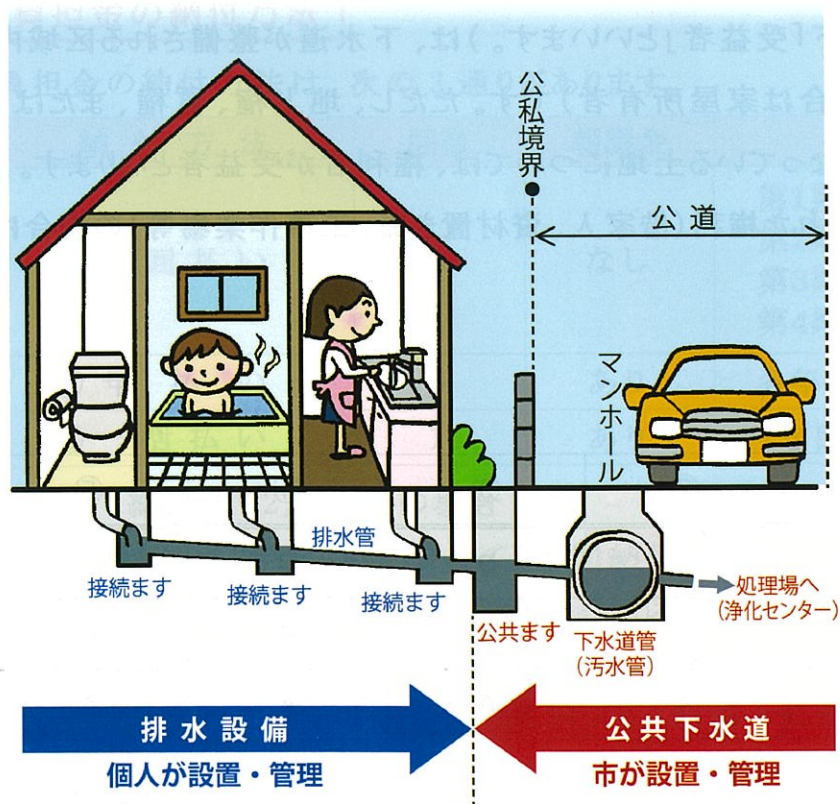 公私境界
公道
マンホール
排水管
接続ます
接続ます
接続ます
公共ます
下水道管
(汚水管)
処理場へ
(浄化センター)
排水設備
個人が設置・管理
公共下水道
市が設置・管理